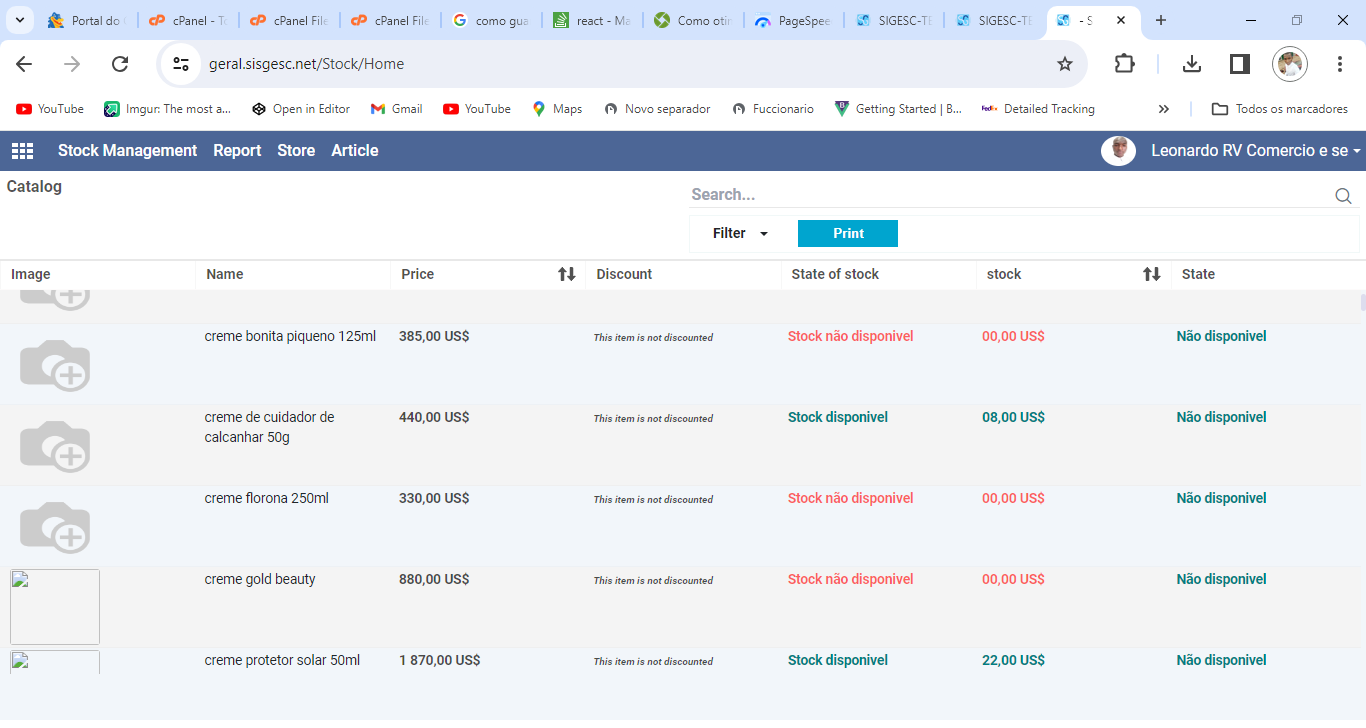 Portal do
cPanel - To
cPanel File
cPanel File
como gua
react - Ma
Como otin
PageSpee
SIGESC-TE
SIGESC-TE
- S
geral.sisgesc.net/Stock/Home
YouTube
Imgur: The most a...
Open in Editor
Gmail
YouTube
Maps
Novo separador
Fuccionario
Getting Started | B...
FedEx
Detailed Tracking
Todos os marcadores
Stock Management Report Store Article
Leonardo RV Comercio e se
Catalog
Search...
Filter
Print
Image Name Price Discount State of stock stock State
creme bonita piqueno 125ml 385,00 US$ This item is not discounted Stock não disponivel 00,00 US$ Não disponivel
creme de cuidador de
calcanhar 50g 440,00 US$ This item is not discounted Stock disponivel 08,00 US$ Não disponivel
creme florona 250ml 330,00 US$ This item is not discounted Stock não disponivel 00,00 US$ Não disponivel
creme gold beauty 880,00 US$ This item is not discounted Stock não disponivel 00,00 US$ Não disponivel
creme protetor solar 50ml 1 870,00 US$ This item is not discounted Stock disponivel 22,00 US$ Não disponivel